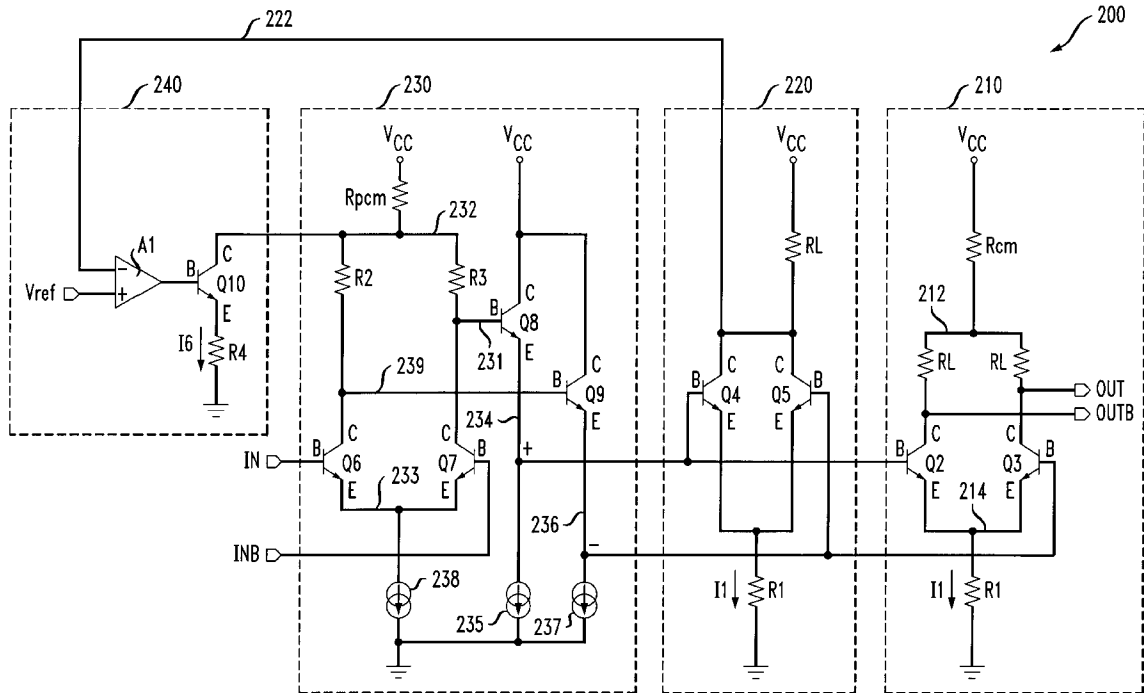 222
200
240
230
220
210
VCC
VCC
VCC
VCC
Rpcm
232
RL
Rcm
A1
C
B
Q10
E
Vref
−
+
I6
R4
R2
R3
C
B
Q8
E
231
239
234
C
B
Q9
E
236
212
RL
RL
OUT
OUTB
C
B
Q4
E
C
Q5
B
E
IN
B
C
Q6
E
C
Q7
B
E
233
+
−
INB
238
235
237
B
C
Q2
E
C
Q3
B
E
214
I1
R1
I1
R1